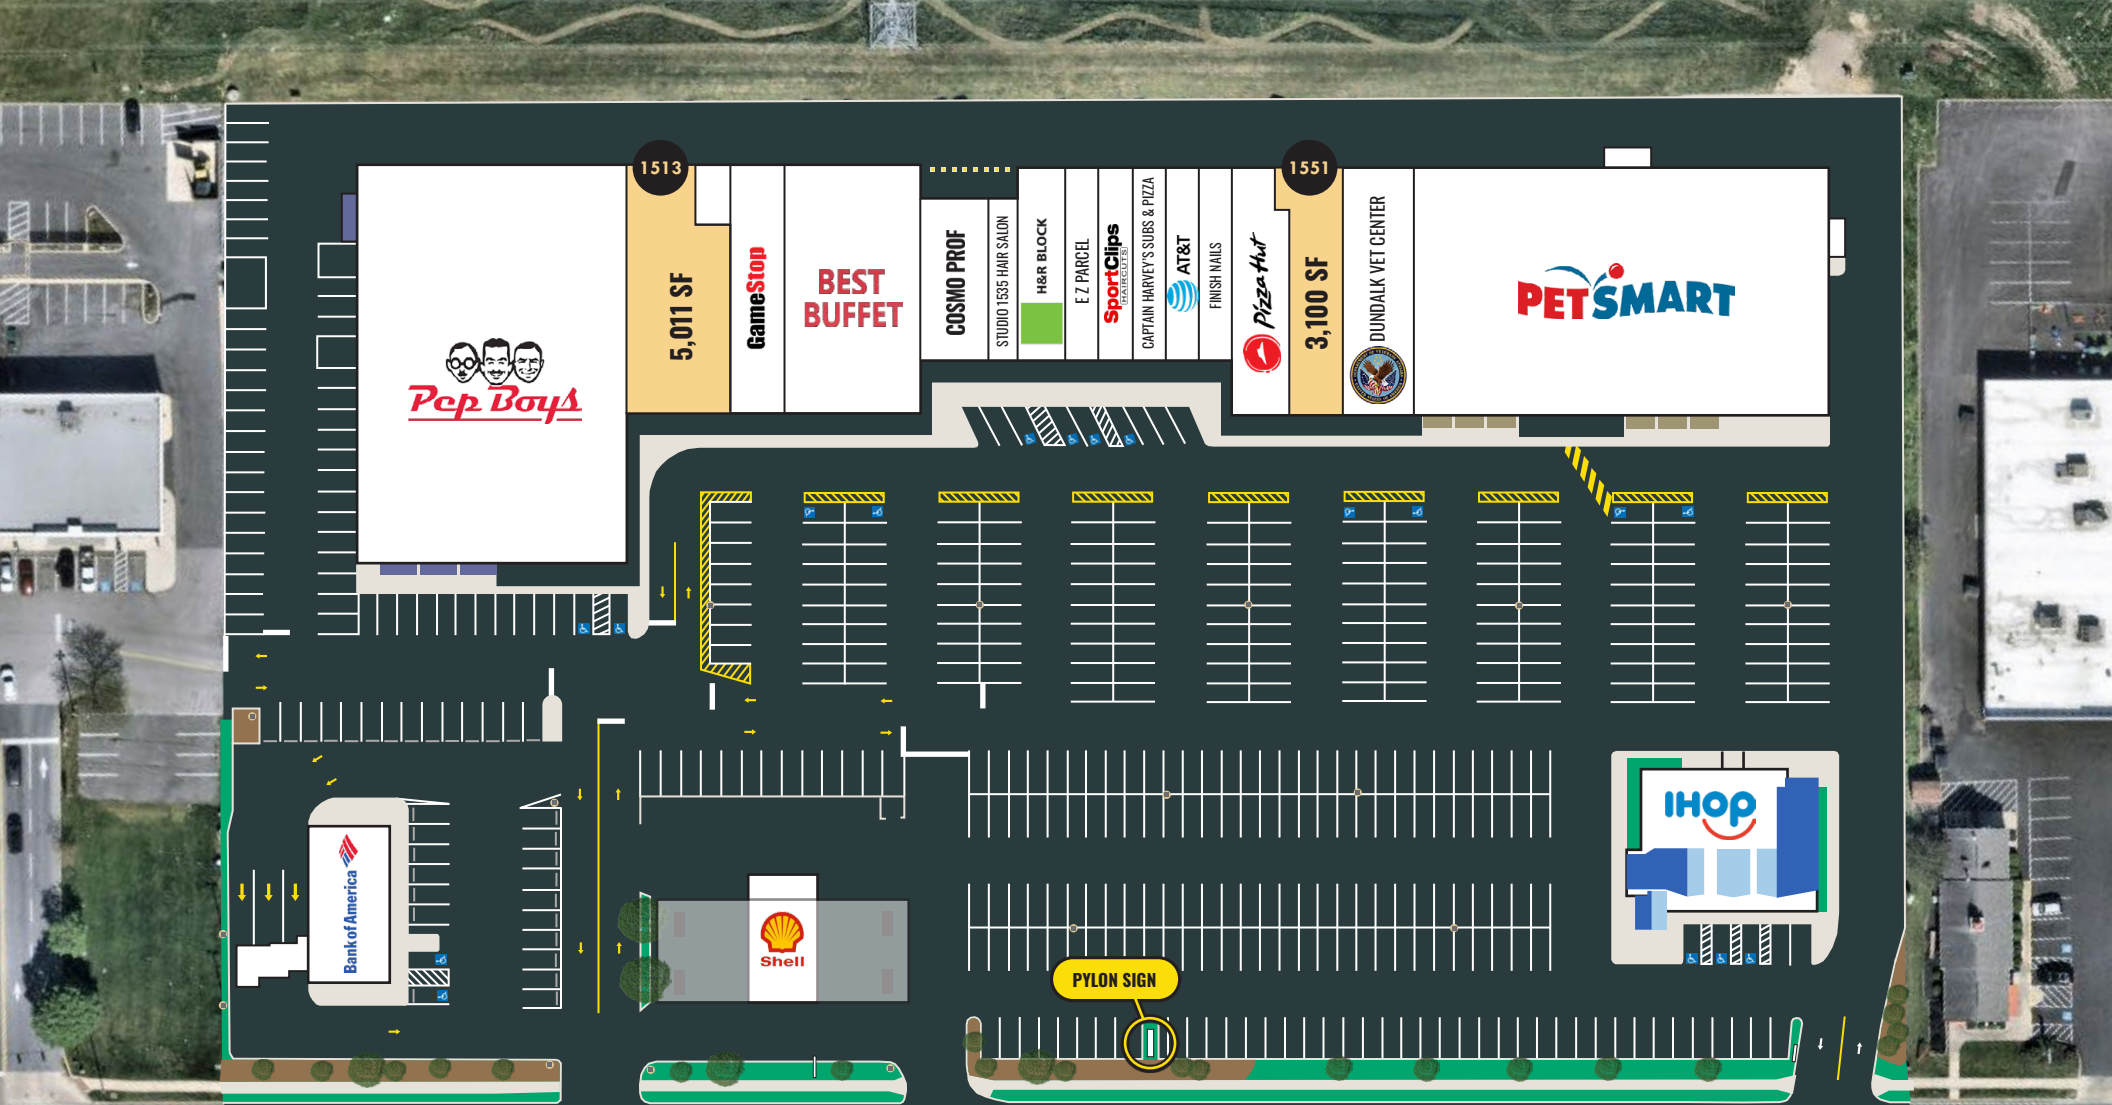 1513
5,011 SF
GameStop
BEST
BUFFET
COSMO PROF
STUDIO 1535 HAIR SALON
H&R BLOCK
E Z PARCEL
SportClips
HAIRCUTS
CAPTAIN HARVEY'S SUBS & PIZZA
AT&T
FINISH NAILS
Pizza Hut
1551
3,100 SF
DUNDALK VET CENTER
PETSMART
Pep Boys
IHOP
Bank of America
Shell
PYLON SIGN